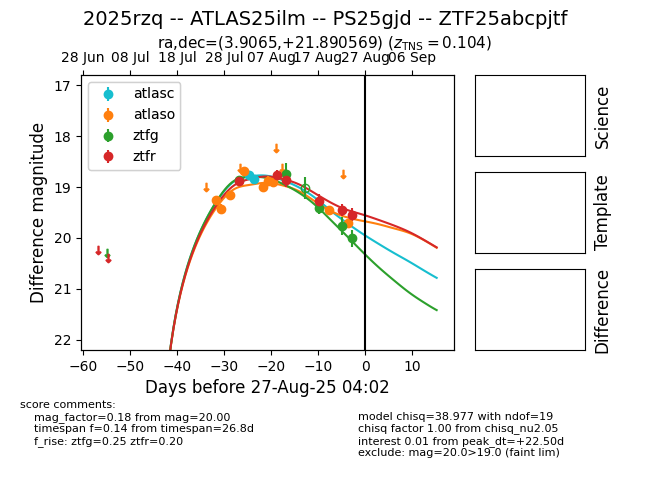 2025rzq -- ATLAS25ilm -- PS25gjd -- ZTF25abcpjtf
ra,dec=(3.9065,+21.890569) (zTNS = 0.104)
28 Jun 08 Jul 18 Jul 28 Jul 07 Aug 17 Aug 27 Aug 06 Sep
17
18
19
20
21
22
Difference magnitude
atlasc
atlaso
ztfg
ztfr
−60 −50 −40 −30 −20 −10 0 10
Days before 27-Aug-25 04:02
Science
Template
Difference
score comments:
mag_factor=0.18 from mag=20.00
timespan f=0.14 from timespan=26.8d
f_rise: ztfg=0.25 ztfr=0.20
model chisq=38.977 with ndof=19
chisq factor 1.00 from chisq_nu2.05
interest 0.01 from peak_dt=+22.50d
exclude: mag=20.0>19.0 (faint lim)